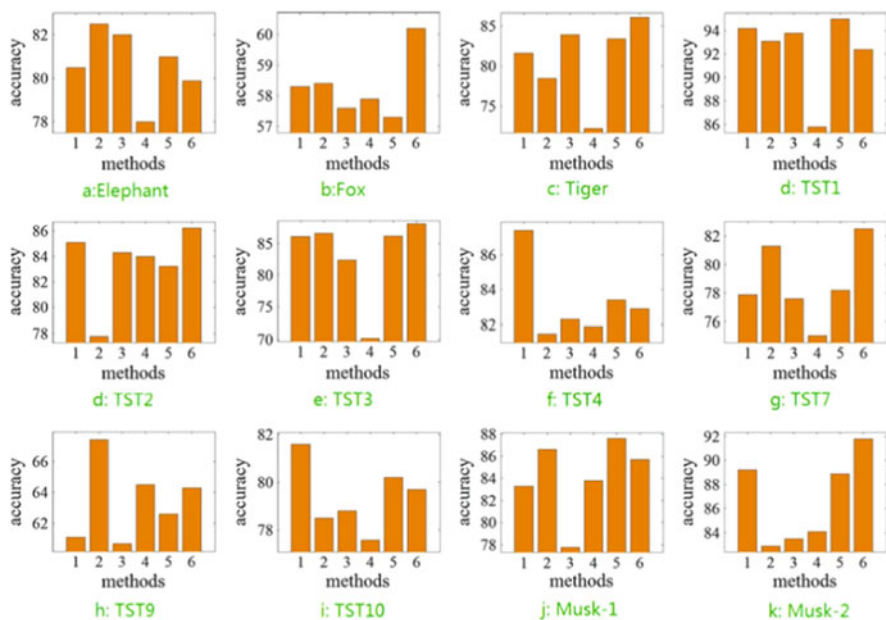 accuracy
82
80
78
1 2 3 4 5 6
methods
a:Elephant
accuracy
60
58
57
1 2 3 4 5 6
methods
b:Fox
accuracy
85
80
75
1 2 3 4 5 6
methods
c: Tiger
accuracy
94
92
90
88
86
1 2 3 4 5 6
methods
d: TST1
accuracy
86
84
82
80
78
1 2 3 4 5 6
methods
d: TST2
accuracy
85
80
75
70
1 2 3 4 5 6
methods
e: TST3
accuracy
86
84
82
1 2 3 4 5 6
methods
f: TST4
accuracy
82
80
78
76
1 2 3 4 5 6
methods
g: TST7
accuracy
66
64
62
1 2 3 4 5 6
methods
h: TST9
accuracy
82
80
78
1 2 3 4 5 6
methods
i: TST10
accuracy
88
86
84
82
80
78
1 2 3 4 5 6
methods
j: Musk-1
accuracy
92
90
88
86
84
1 2 3 4 5 6
methods
k: Musk-2